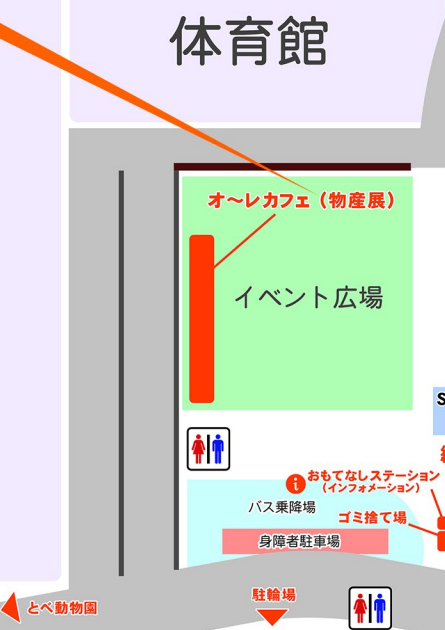 体育館
オ～レカフェ（物産展）
イベント広場
S
i おもてなしステーション
（インフォメーション）
バス乗降場
ゴミ捨て場
身障者駐車場
とべ動物園
駐輪場